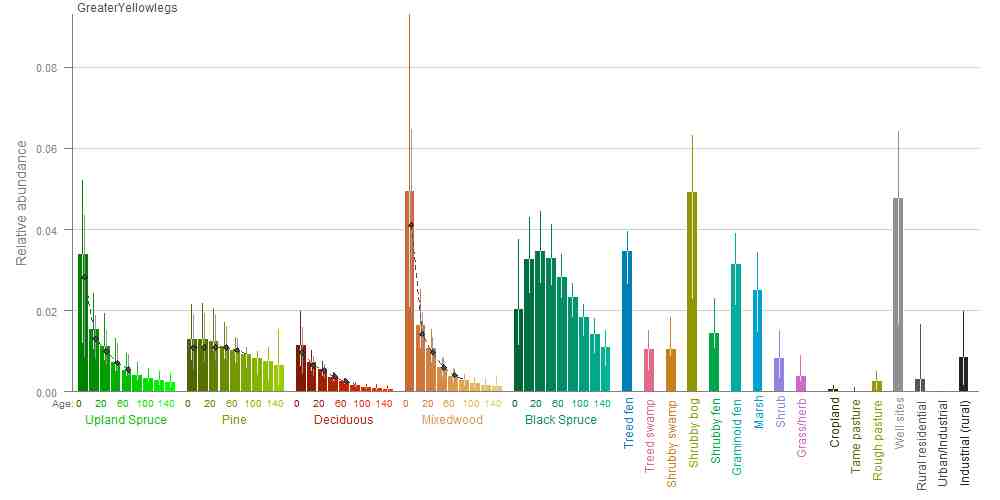 GreaterYellowlegs
Relative abundance
0.08
0.06
0.04
0.02
0.00
Age: 0 20 60 100 140 0 20 60 100 140 0 20 60 100 140 0 20 60 100 140 0 20 60 100 140
Upland Spruce Pine Deciduous Mixedwood Black Spruce
Treed fen
Treed swamp
Shrubby swamp
Shrubby bog
Shrubby fen
Graminoid fen
Marsh
Shrub
Grass/herb
Cropland
Tame pasture
Rough pasture
Well sites
Rural residential
Urban/Industrial
Industrial (rural)